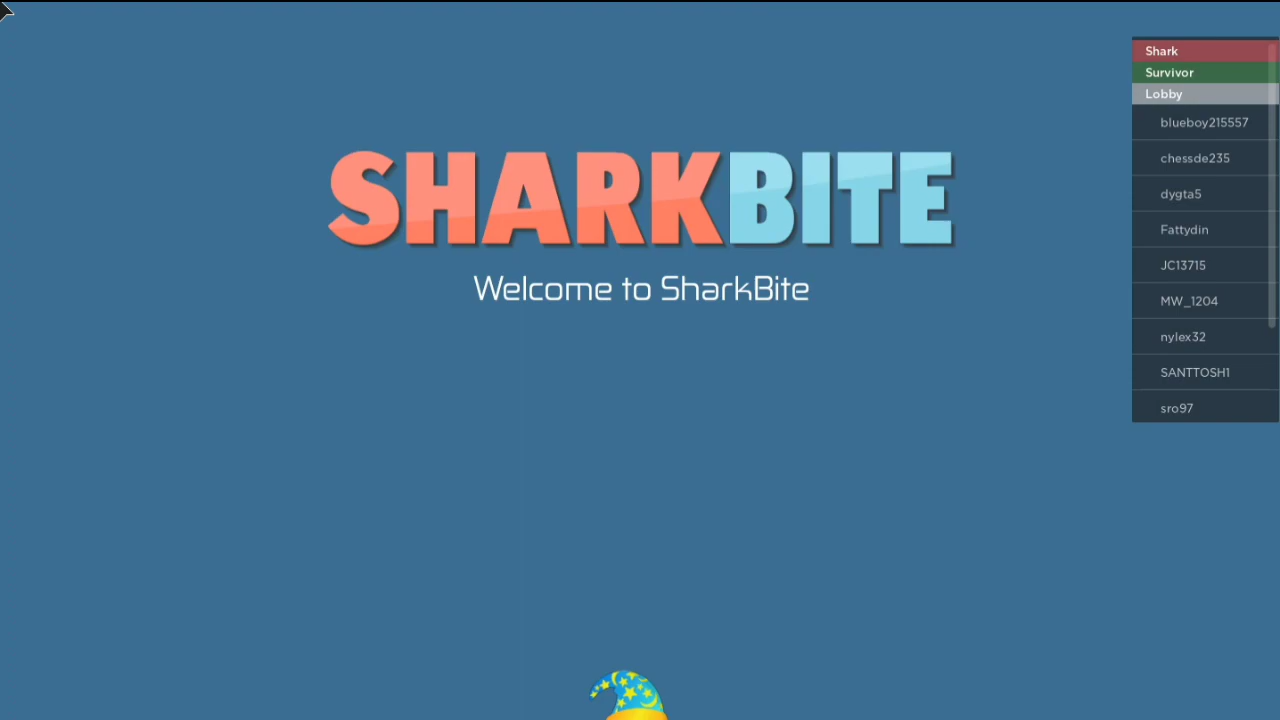 SHARKBITE
Welcome to SharkBite
Shark
Survivor
Lobby
blueboy215557
chessde235
dygta5
Fattydin
JC13715
MW_1204
nylex32
SANTTOSH1
sro97